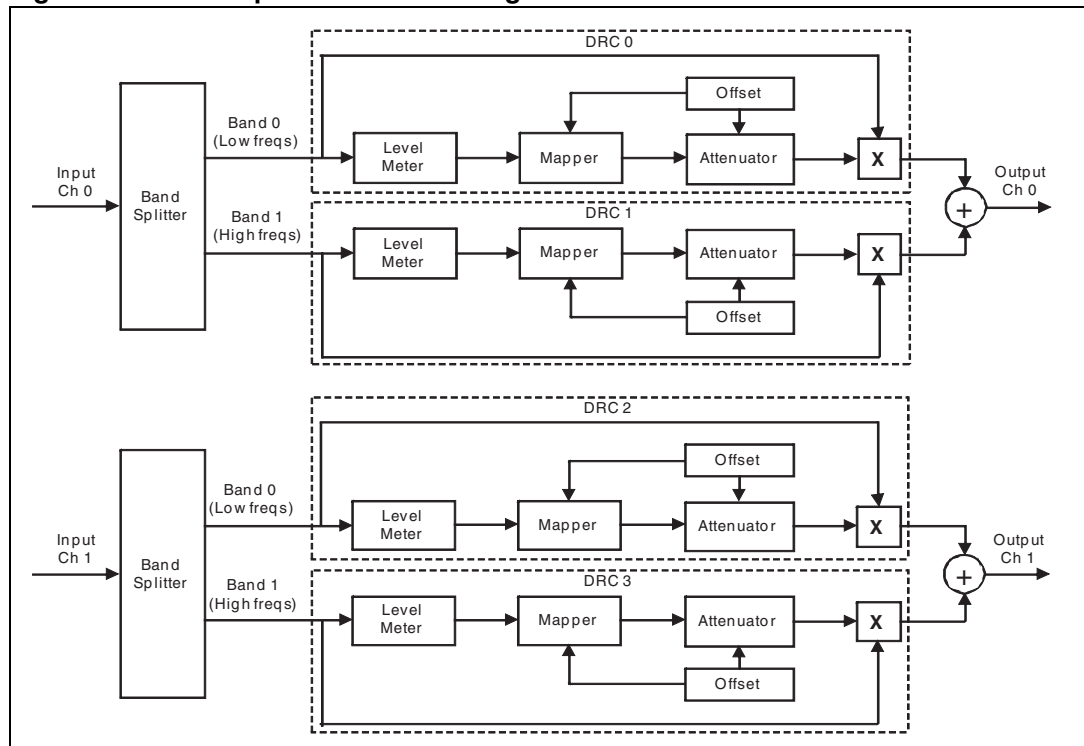 DRC 0
Offset
Band 0
(Low freqs)
Level
Meter
Mapper
Attenuator
X
Input
Ch 0
Band
Splitter
Output
Ch 0
+
Band 1
(High freqs)
DRC 1
Level
Meter
Mapper
Attenuator
X
Offset
DRC 2
Offset
Band 0
(Low freqs)
Level
Meter
Mapper
Attenuator
X
Input
Ch 1
Band
Splitter
Output
Ch 1
+
Band 1
(High freqs)
DRC 3
Level
Meter
Mapper
Attenuator
X
Offset